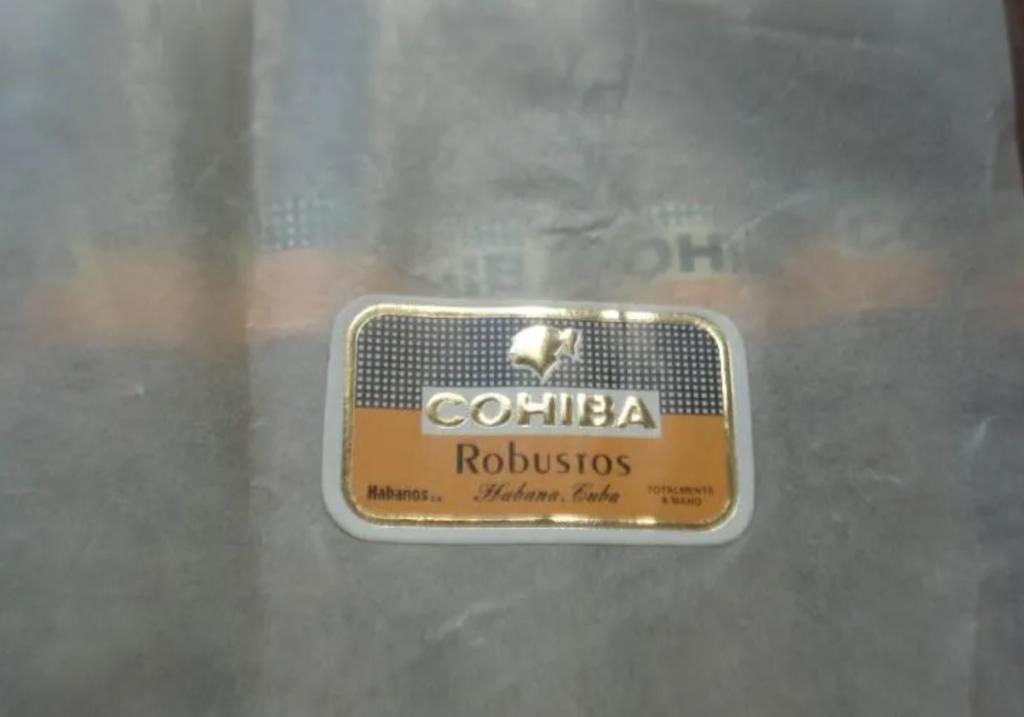 COHIBA
Robustos
Habanos s.a.
Habana, Cuba
TOTALMENTE
A MANO